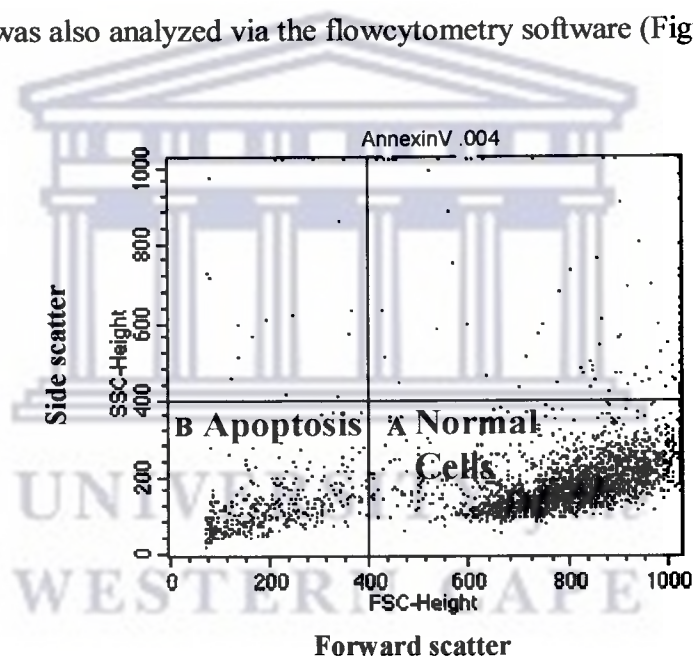 was also analyzed via the flowcytometry software (Fig
AnnexinV .004
1000
800
600
400
200
0
SSC-Height
Side scatter
B Apoptosis
A Normal
Cells
0 200 400 600 800 1000
FSC-Height
Forward scatter
UNIVERSITY of the
WESTERN CAPE